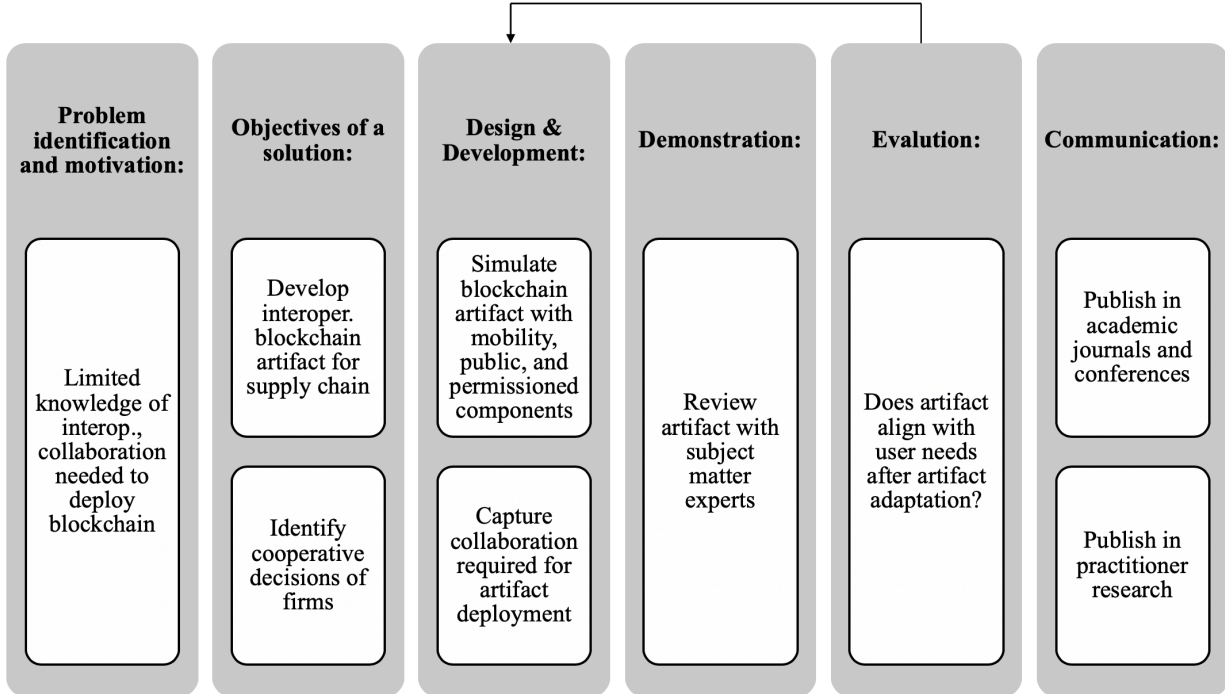 Problem
identification
and motivation:
Limited
knowledge of
interop.,
collaboration
needed to
deploy
blockchain
Objectives of a
solution:
Develop
interoper.
blockchain
artifact for
supply chain
Identify
cooperative
decisions of
firms
Design &
Development:
Simulate
blockchain
artifact with
mobility,
public, and
permissioned
components
Capture
collaboration
required for
artifact
deployment
Demonstration:
Review
artifact with
subject
matter
experts
Evalution:
Does artifact
align with
user needs
after artifact
adaptation?
Communication:
Publish in
academic
journals and
conferences
Publish in
practitioner
research